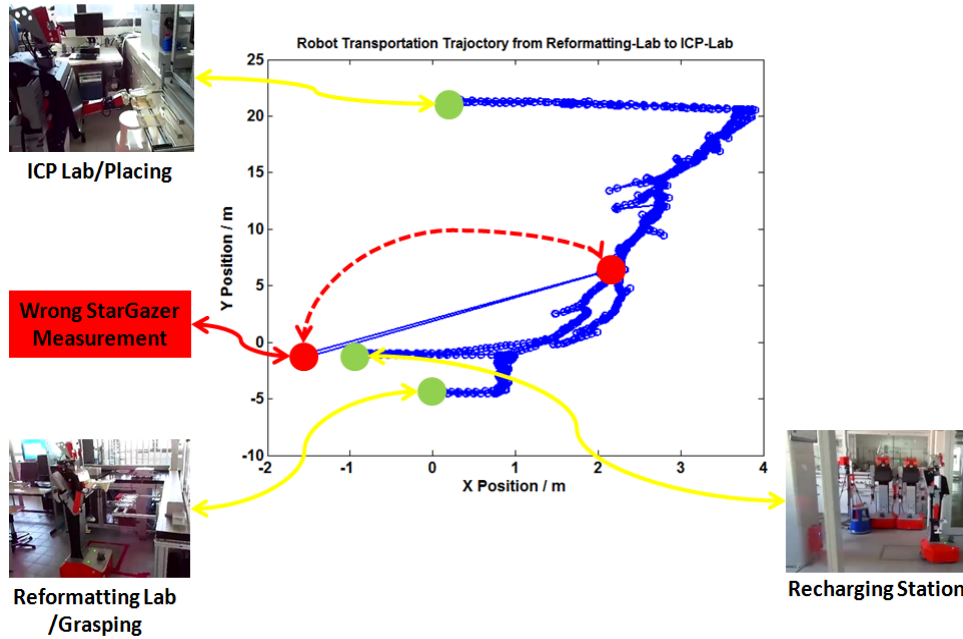 Robot Transportation Trajoctory from Reformatting-Lab to ICP-Lab
25
20
15
10
5
0
-5
-10
Y Position / m
-2
-1
0
1
2
3
4
X Position / m
ICP Lab/Placing
Wrong StarGazer
Measurement
Reformatting Lab
/Grasping
Recharging Station